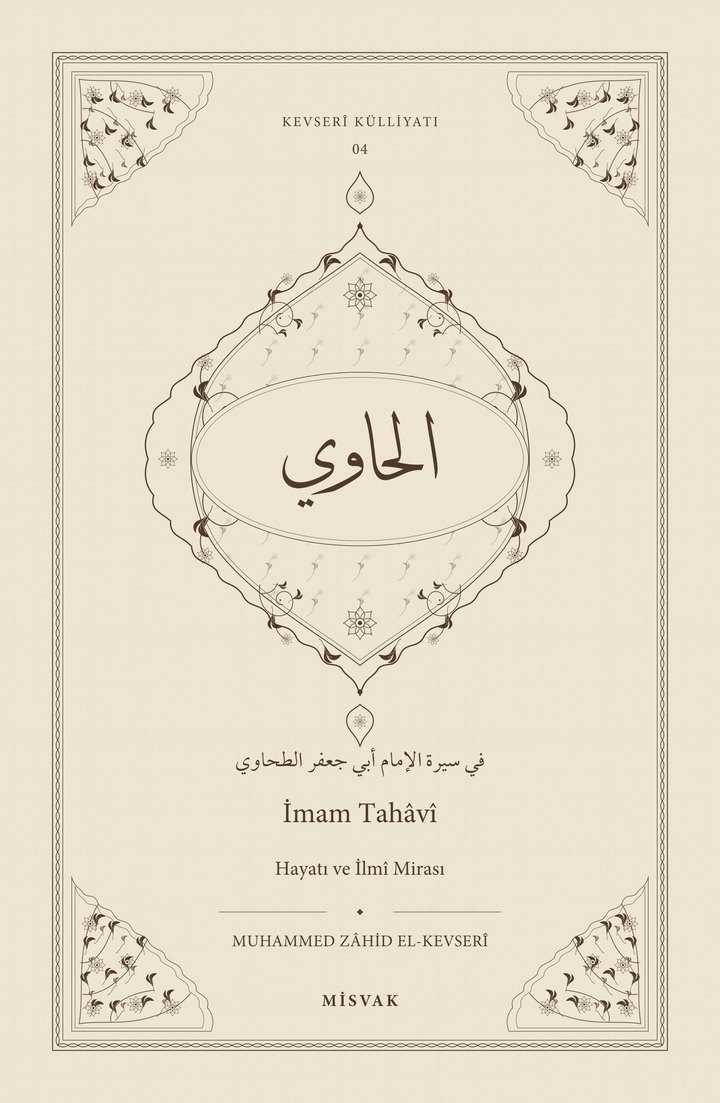 KEVSERÎ KÜLLİYATI
04
الحاوي
في سيرة الإمام أبي جعفر الطحاوي
İmam Tahâvî
Hayatı ve İlmî Mirası
MUHAMMED ZÂHİD EL-KEVSERÎ
MİSVAK